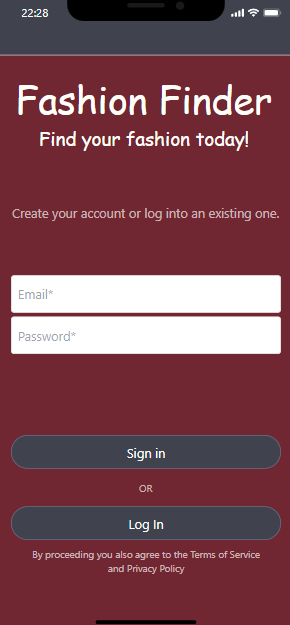 22:28
Fashion Finder
Find your fashion today!
Create your account or log into an existing one.
Email*
Password*
Sign in
OR
Log In
By proceeding you also agree to the Terms of Service
and Privacy Policy